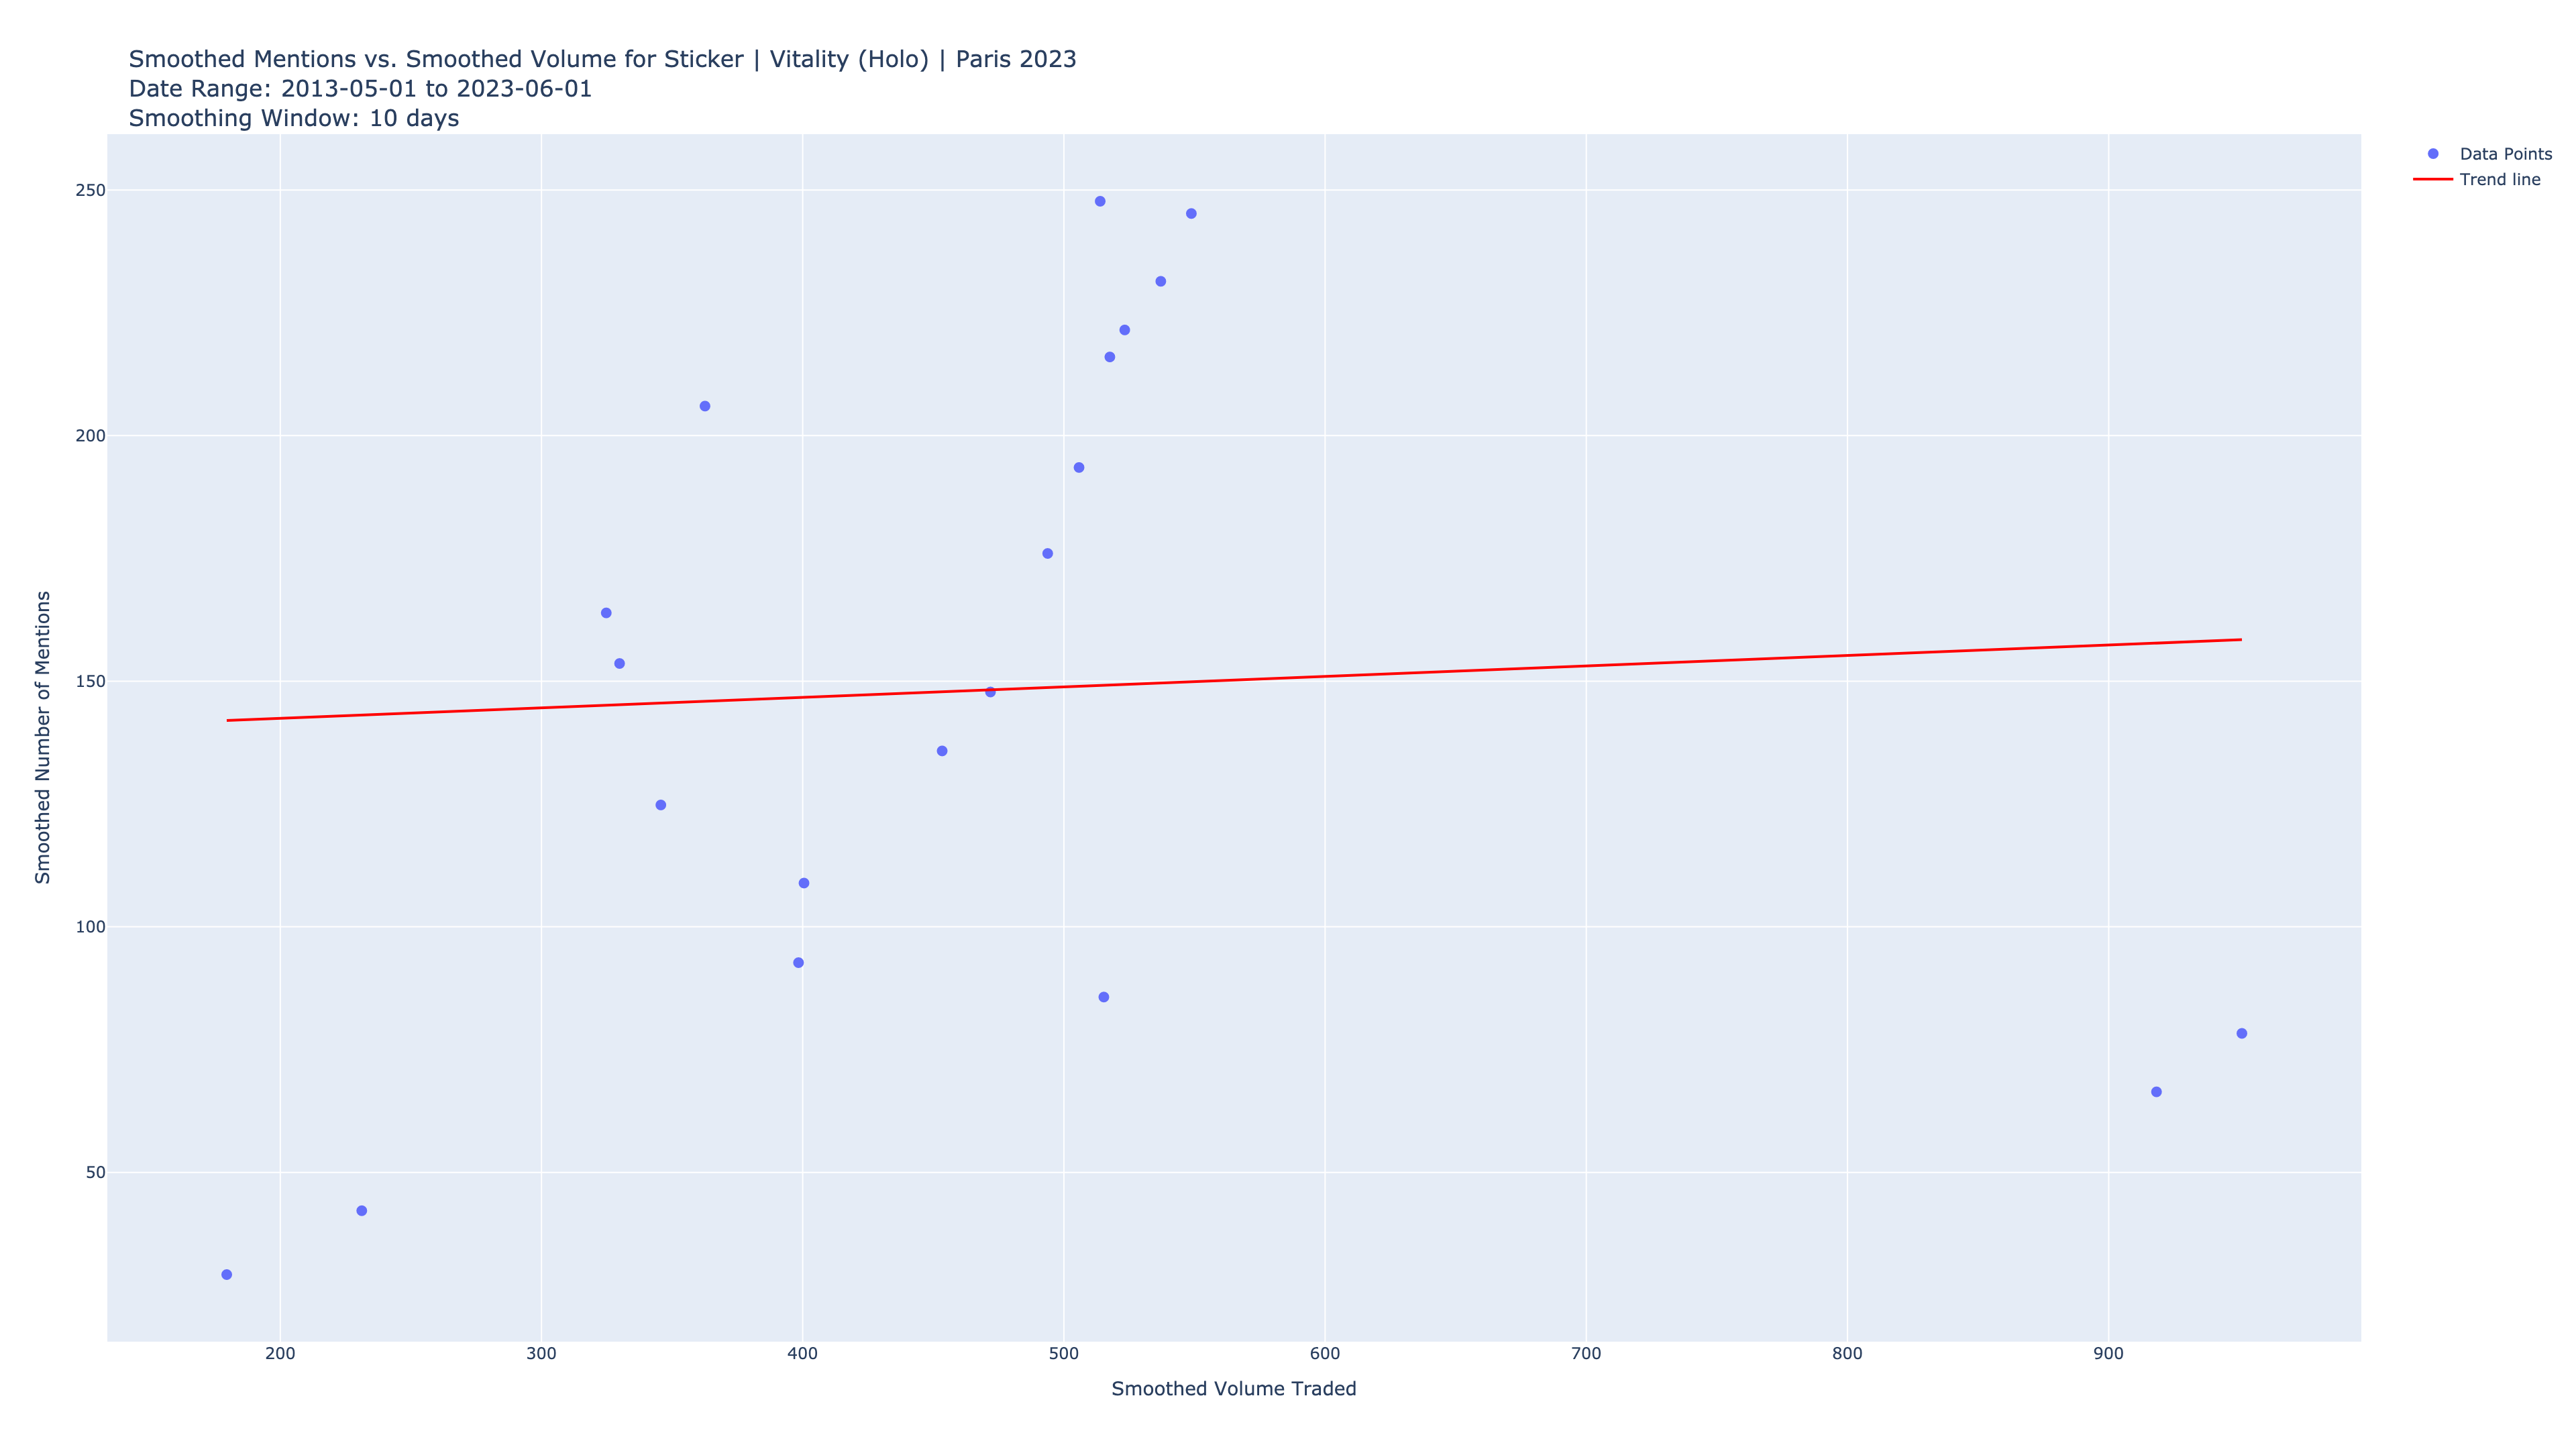 Smoothed Mentions vs. Smoothed Volume for Sticker | Vitality (Holo) | Paris 2023
Date Range: 2013-05-01 to 2023-06-01
Smoothing Window: 10 days
Data Points
Trend line
Smoothed Number of Mentions
250
200
150
100
50
200
300
400
500
600
700
800
900
Smoothed Volume Traded